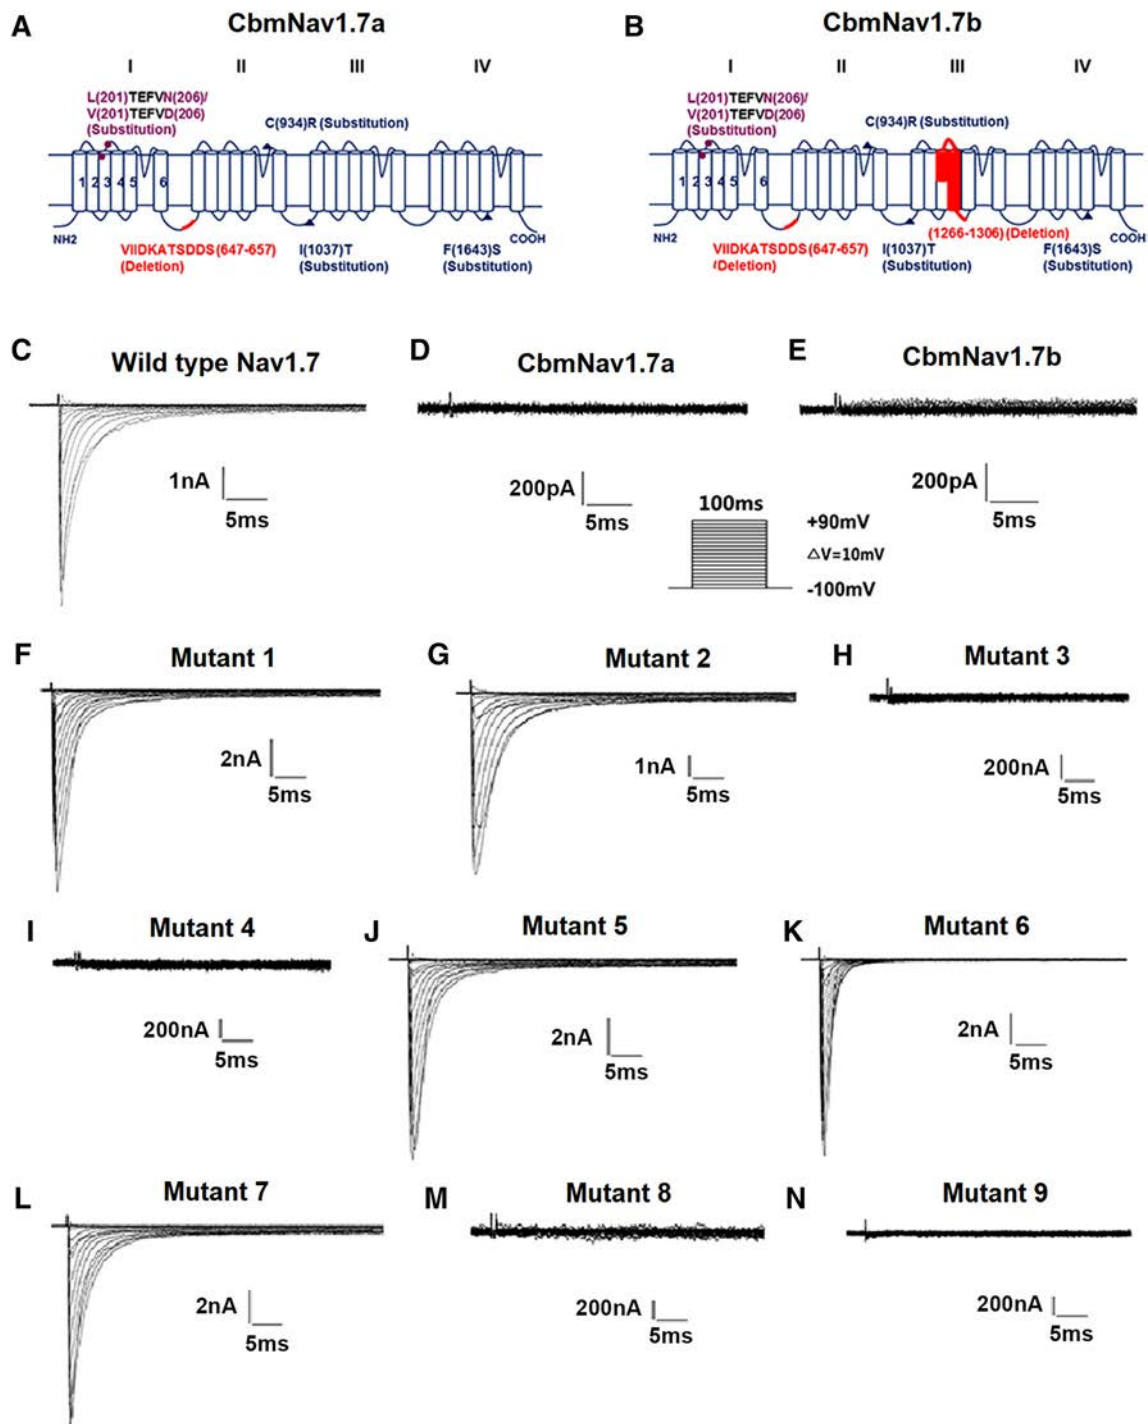 A
CbmNav1.7a
I II III IV
L(201)TEFVN(206)/
V(201)TEFVD(206)
(Substitution)
C(934)R (Substitution)
1 2 3 4 5 6
NH2
COOH
VIIDKATSDDS(647-657)
(Deletion)
I(1037)T
(Substitution)
F(1643)S
(Substitution)
B
CbmNav1.7b
I II III IV
L(201)TEFVN(206)/
V(201)TEFVD(206)
(Substitution)
C(934)R (Substitution)
1 2 3 4 5 6
NH2
(1266-1306)(Deletion)
COOH
VIIDKATSDDS(647-657)
(Deletion)
I(1037)T
(Substitution)
F(1643)S
(Substitution)
C
Wild type Nav1.7
1nA
5ms
D
CbmNav1.7a
200pA
5ms
E
CbmNav1.7b
200pA
5ms
100ms
+90mV
△V=10mV
-100mV
F
Mutant 1
2nA
5ms
G
Mutant 2
1nA
5ms
H
Mutant 3
200nA
5ms
I
Mutant 4
200nA
5ms
J
Mutant 5
2nA
5ms
K
Mutant 6
2nA
5ms
L
Mutant 7
2nA
5ms
M
Mutant 8
200nA
5ms
N
Mutant 9
200nA
5ms